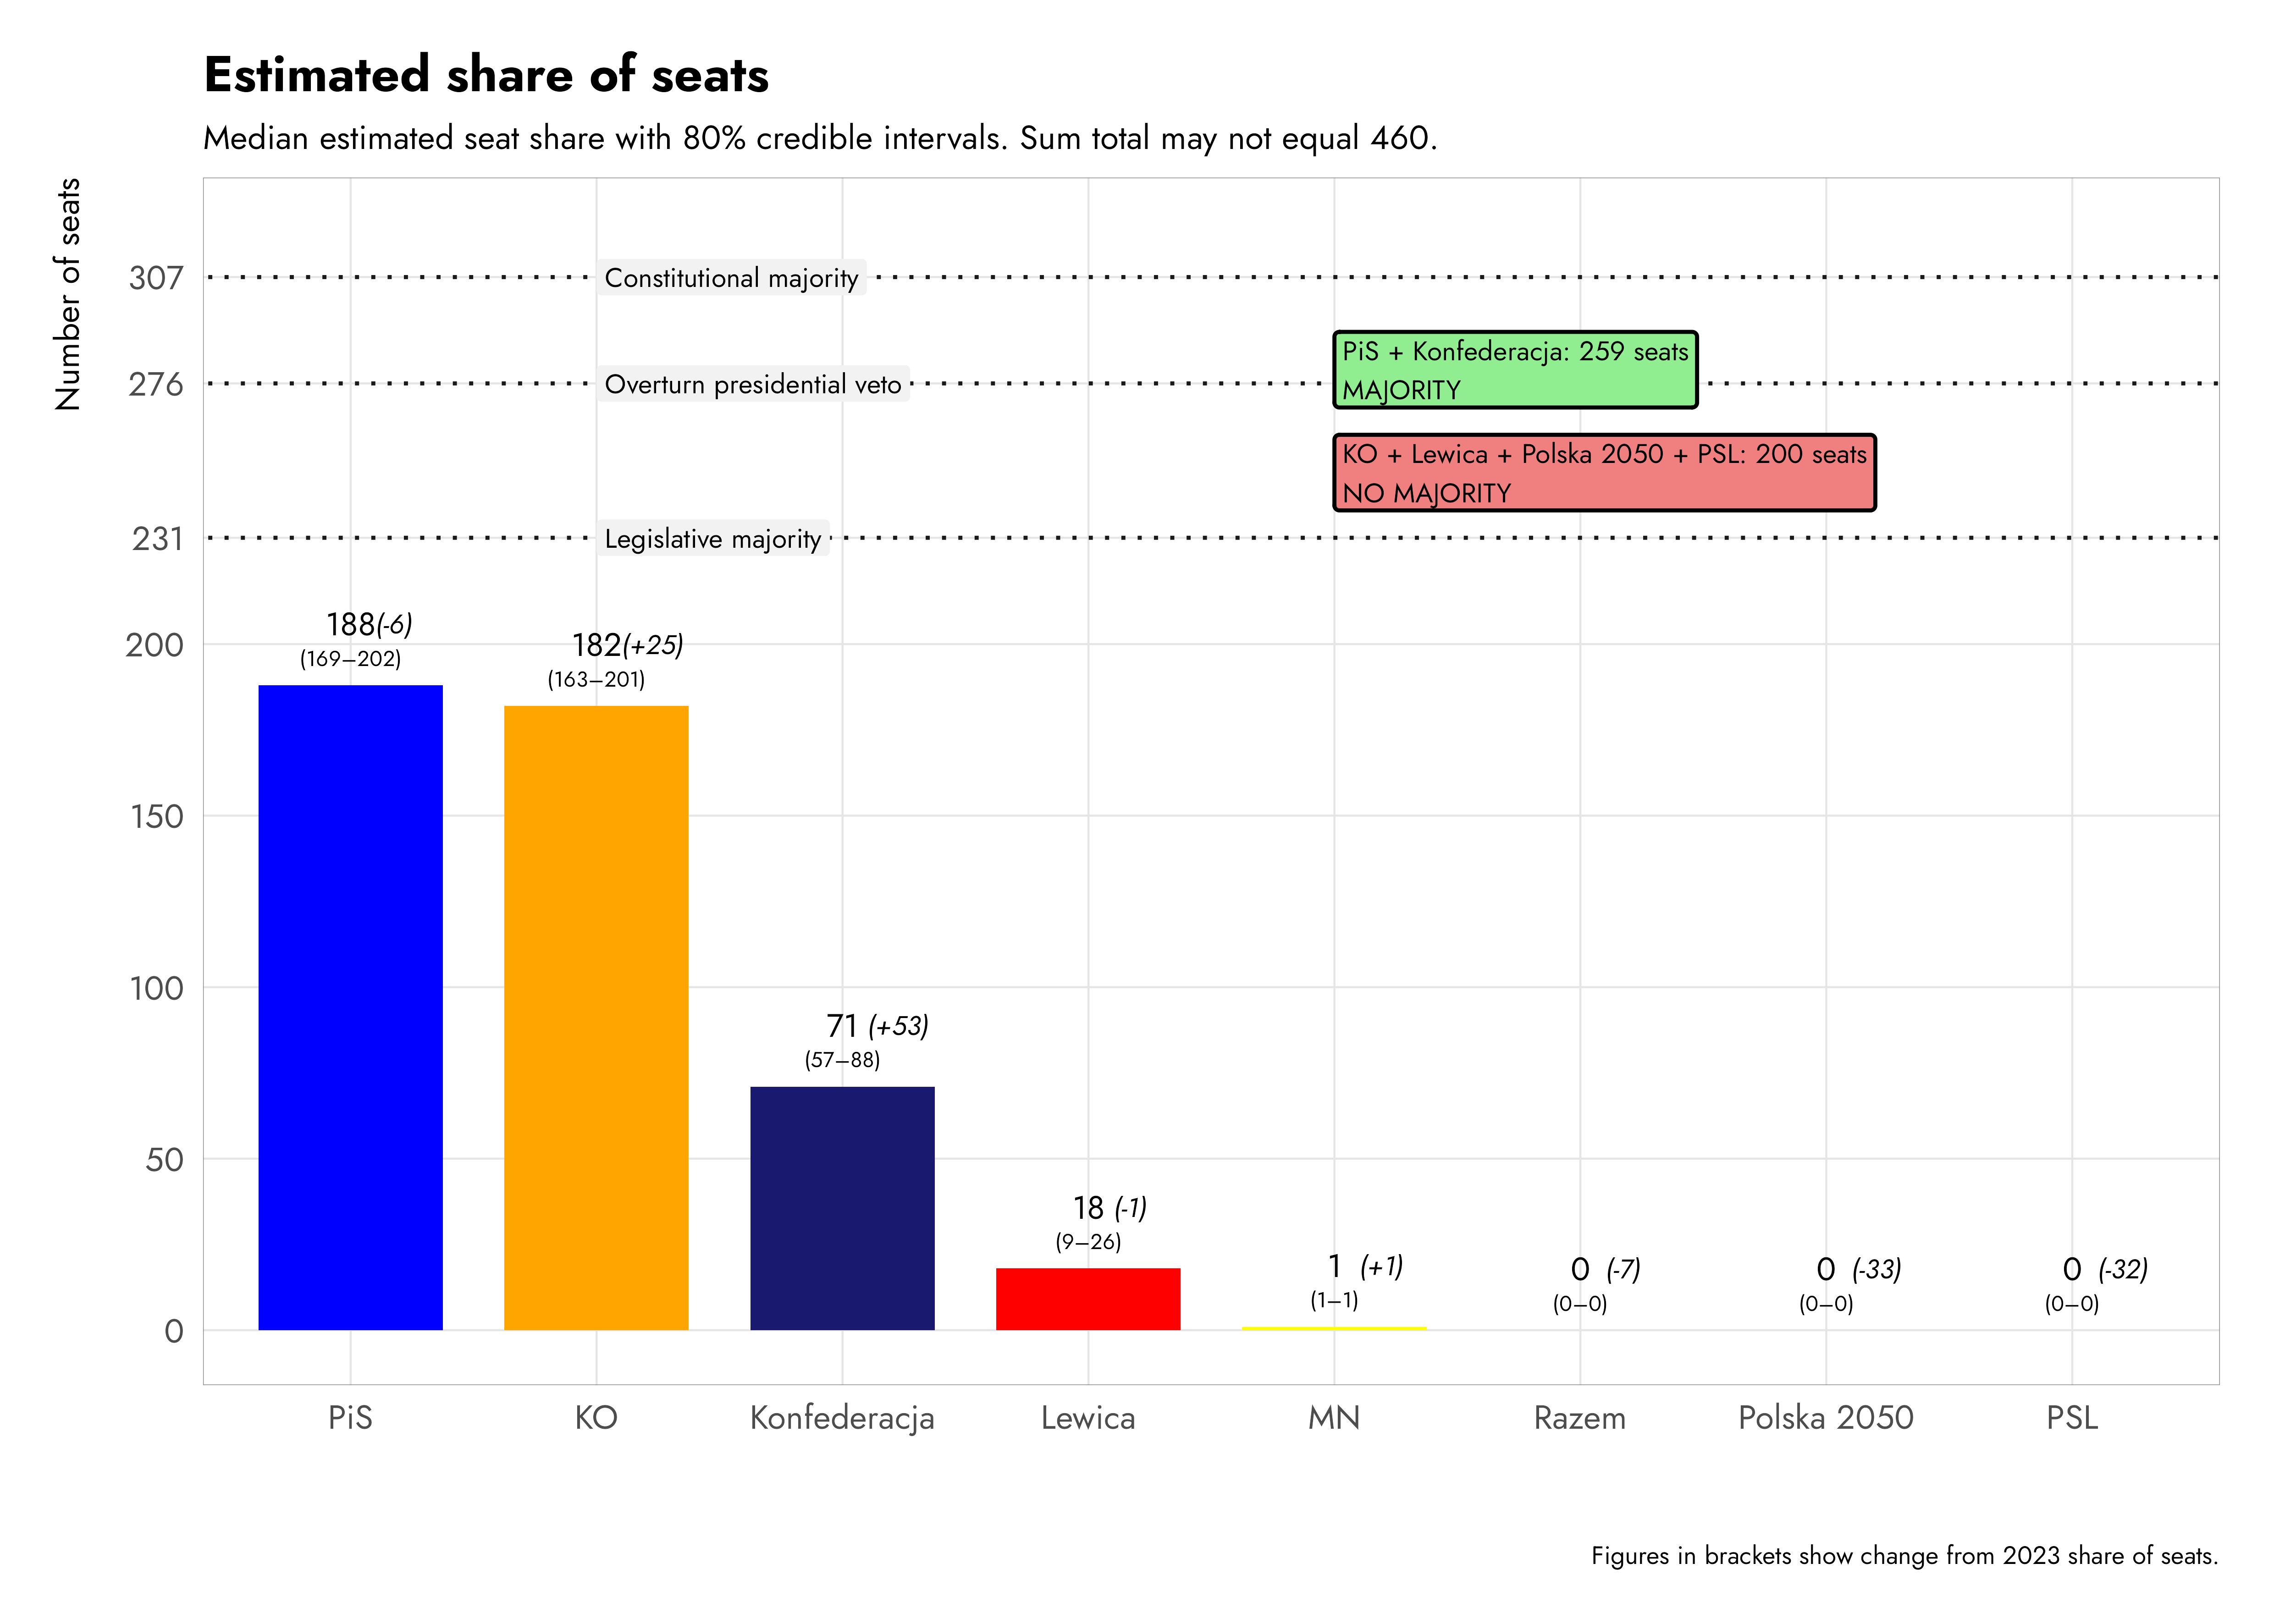 Estimated share of seats
Median estimated seat share with 80% credible intervals. Sum total may not equal 460.
Number of seats
307
Constitutional majority
PiS + Konfederacja: 259 seats
MAJORITY
276
Overturn presidential veto
KO + Lewica + Polska 2050 + PSL: 200 seats
NO MAJORITY
231
Legislative majority
188(-6)
(169–202)
182(+25)
(163–201)
200
150
100
71 (+53)
(57–88)
50
18 (-1)
(9–26)
1 (+1)
(1–1)
0 (-7)
(0–0)
0 (-33)
(0–0)
0 (-32)
(0–0)
0
PiS KO Konfederacja Lewica MN Razem Polska 2050 PSL
Figures in brackets show change from 2023 share of seats.